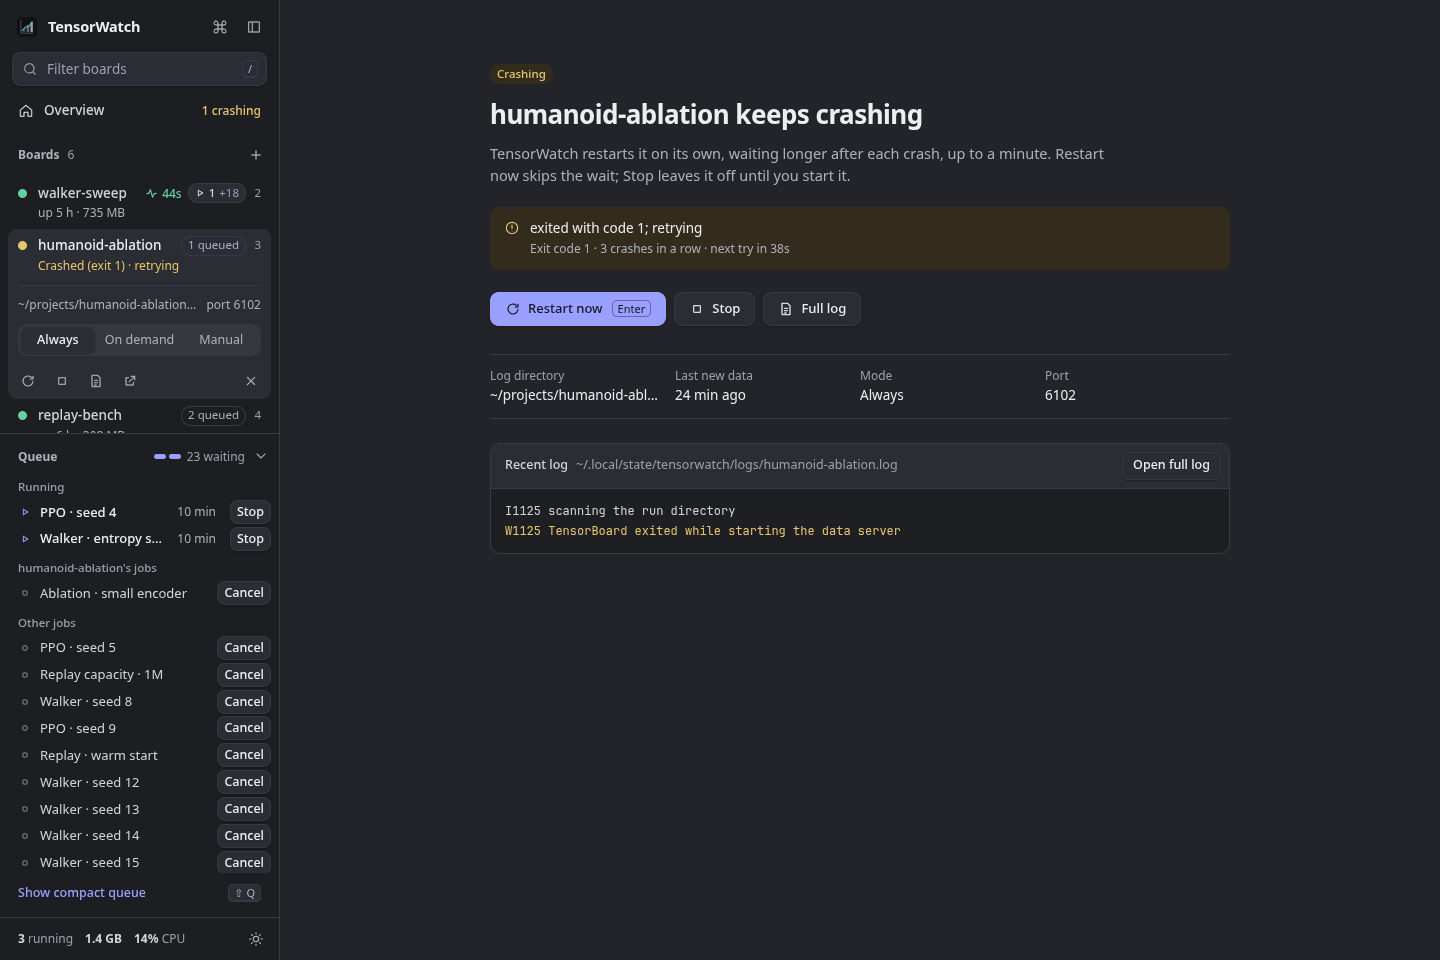 TensorWatch
Filter boards /
Overview 1 crashing
Boards 6
walker-sweep 44s 1 +18 2
up 5 h · 735 MB
humanoid-ablation 1 queued 3
Crashed (exit 1) · retrying
~/projects/humanoid-ablation... port 6102
Always On demand Manual
replay-bench 2 queued 4
Queue 23 waiting
Running
PPO · seed 4 10 min Stop
Walker · entropy s... 10 min Stop
humanoid-ablation's jobs
Ablation · small encoder Cancel
Other jobs
PPO · seed 5 Cancel
Replay capacity · 1M Cancel
Walker · seed 8 Cancel
PPO · seed 9 Cancel
Replay · warm start Cancel
Walker · seed 12 Cancel
Walker · seed 13 Cancel
Walker · seed 14 Cancel
Walker · seed 15 Cancel
Show compact queue ⇧ Q
3 running 1.4 GB 14% CPU
Crashing
humanoid-ablation keeps crashing
TensorWatch restarts it on its own, waiting longer after each crash, up to a minute. Restart
now skips the wait; Stop leaves it off until you start it.
exited with code 1; retrying
Exit code 1 · 3 crashes in a row · next try in 38s
Restart now Enter Stop Full log
Log directory Last new data Mode Port
~/projects/humanoid-abl... 24 min ago Always 6102
Recent log ~/.local/state/tensorwatch/logs/humanoid-ablation.log Open full log
I1125 scanning the run directory
W1125 TensorBoard exited while starting the data server